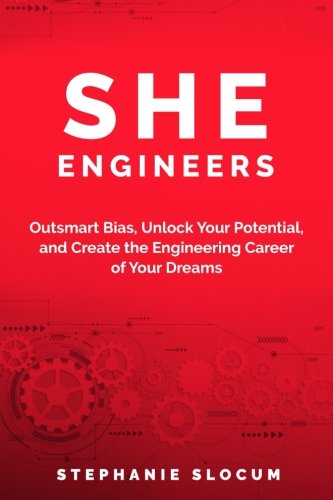 SHE
ENGINEERS
Outsmart Bias, Unlock Your Potential,
and Create the Engineering Career
of Your Dreams
STEPHANIE SLOCUM